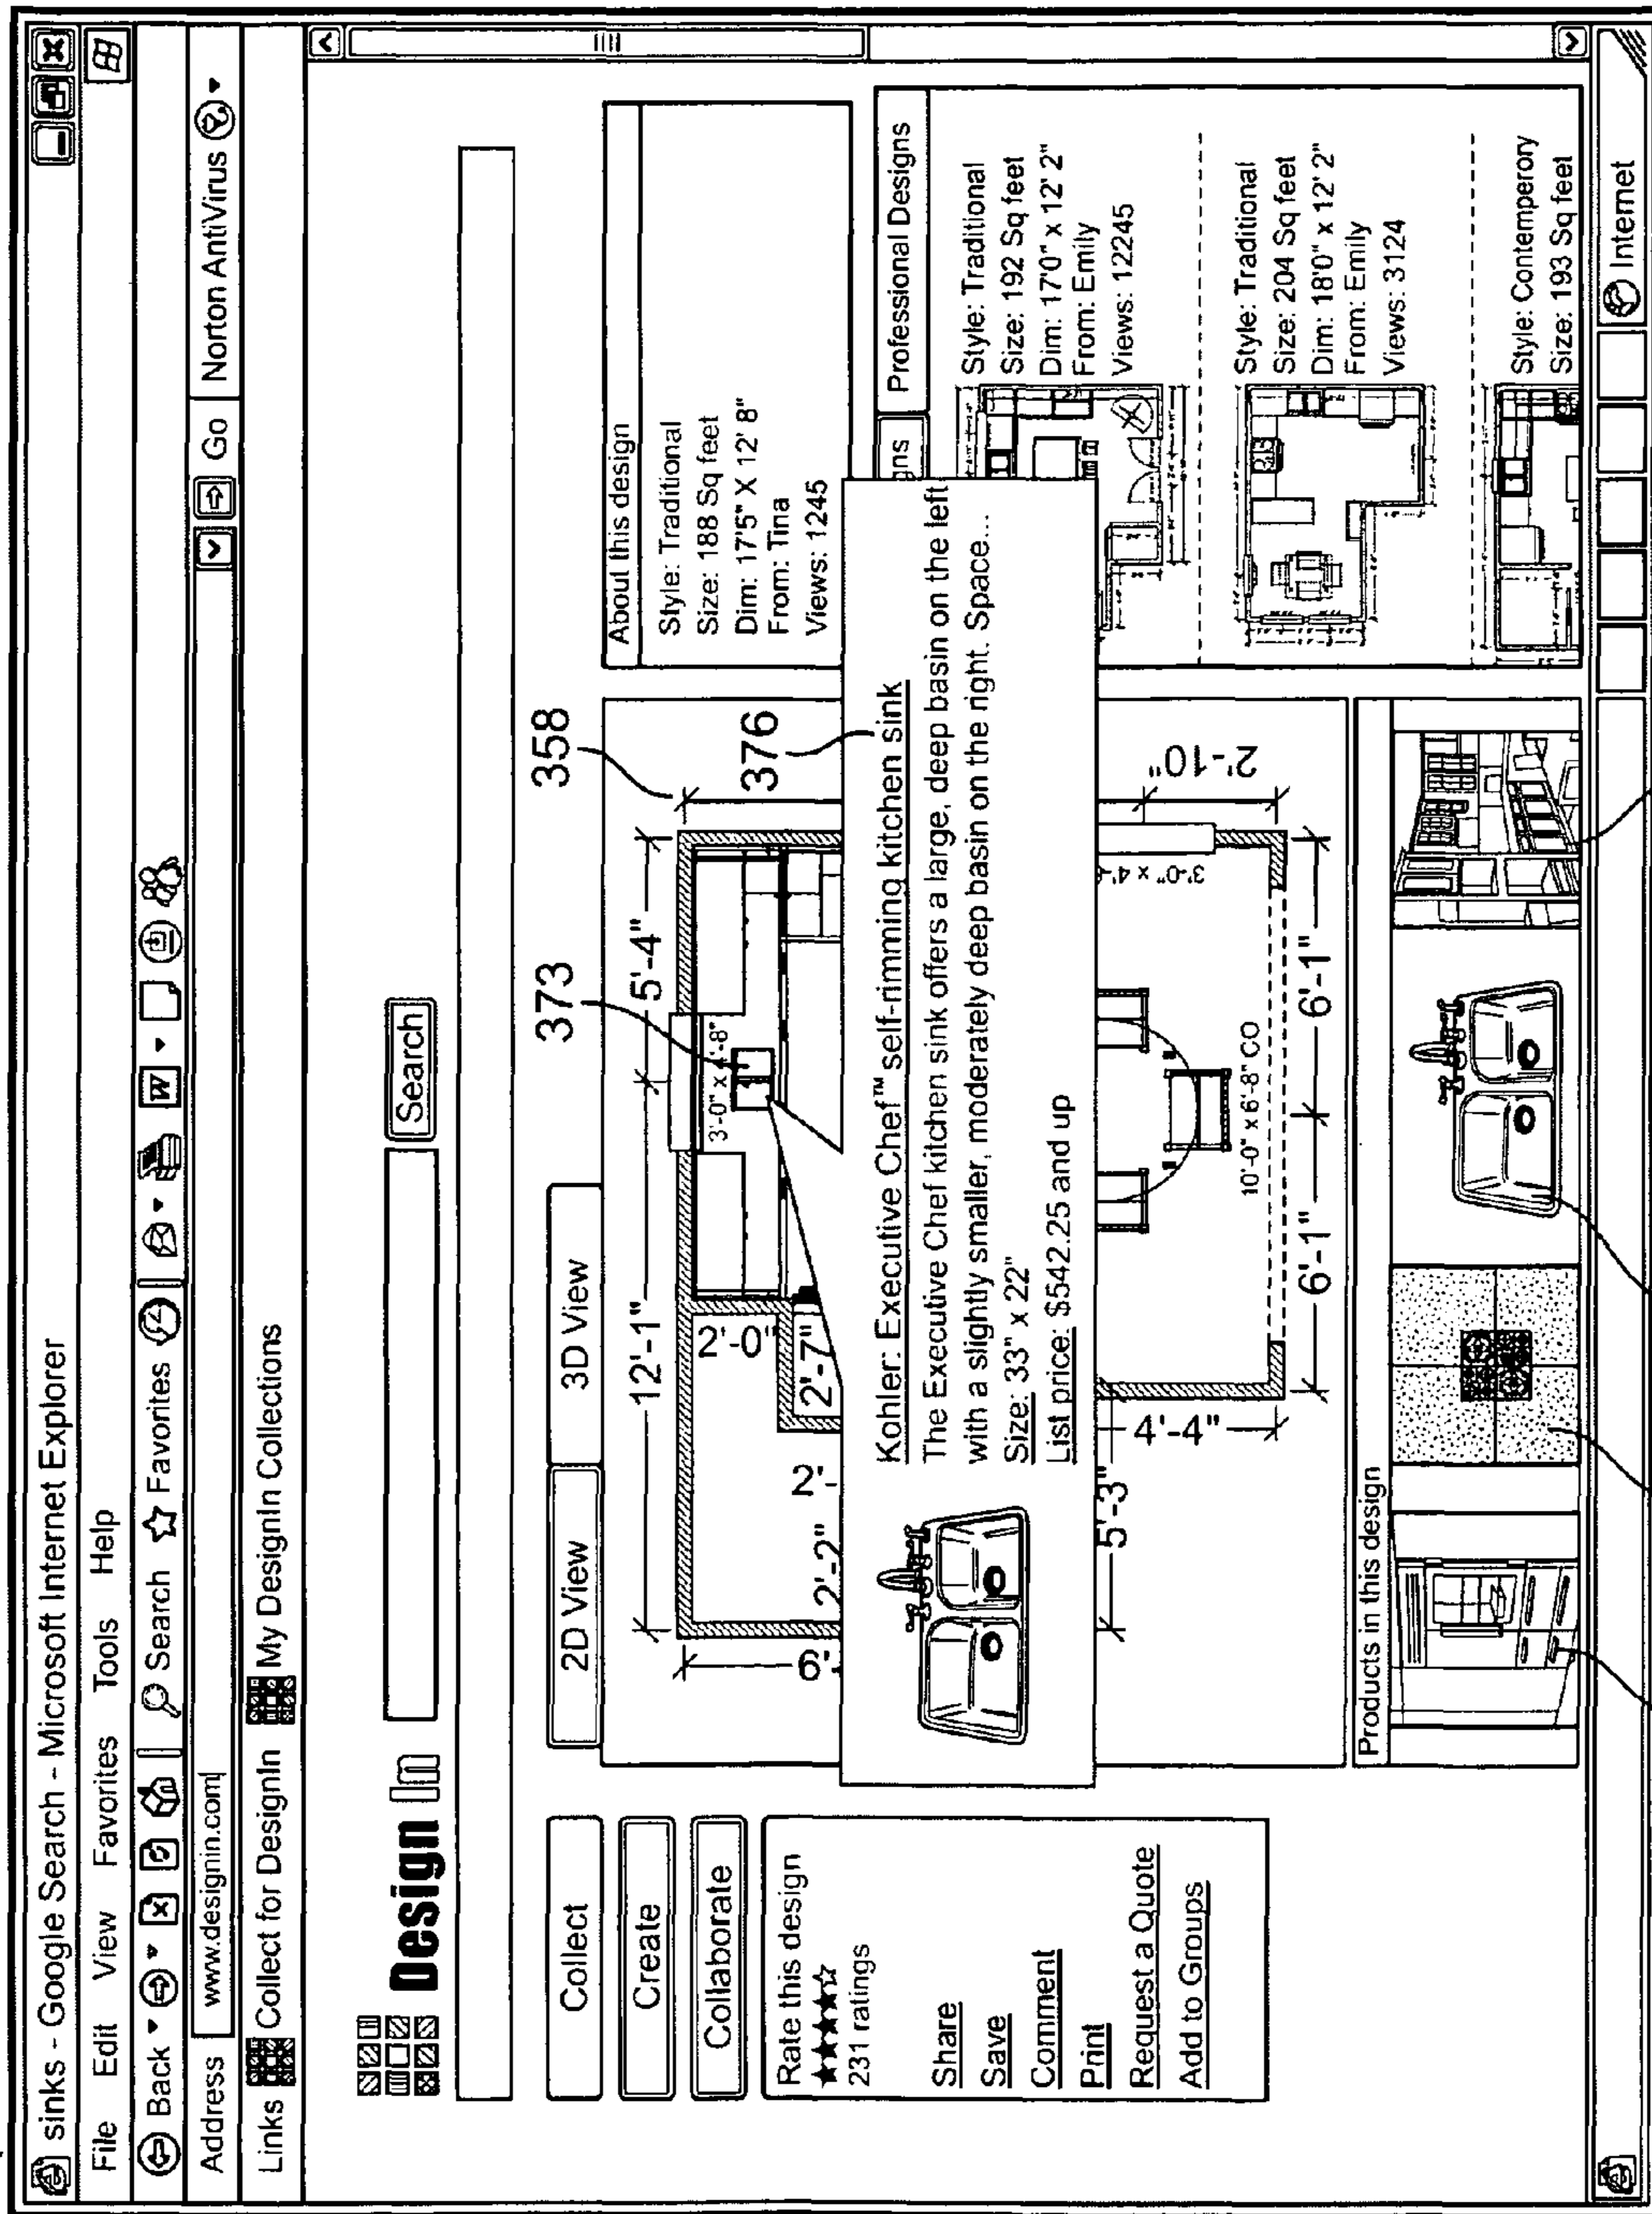 sinks - Google Search - Microsoft Internet Explorer
File Edit View Favorites Tools Help
Back Search Favorites W
Address www.designin.com Go Norton AntiVirus
Links Collect for DesignIn My DesignIn Collections
Design In Search
Collect
Create
Collaborate
Rate this design
231 ratings
Share
Save
Comment
Print
Request a Quote
Add to Groups
2D View 3D View
373
358
376
12'-1" 5'-4"
3'-0" x 4'-8"
2'-0"
2'-7"
2'-
2'-2"
6'-
Kohler: Executive Chef™ self-rimming kitchen sink
The Executive Chef kitchen sink offers a large, deep basin on the left
with a slightly smaller, moderately deep basin on the right. Space...
Size: 33" x 22"
List price: $542.25 and up
5'-3"
4'-4"
3'-0" x 4'-
2'-10"
10'-0" x 6'-8" CO
6'-1" 6'-1"
Products in this design
About this design
Style: Traditional
Size: 188 Sq feet
Dim: 17'5" X 12' 8"
From: Tina
Views: 1245
gns Professional Designs
Style: Traditional
Size: 192 Sq feet
Dim: 17'0" x 12' 2"
From: Emily
Views: 12245
Style: Traditional
Size: 204 Sq feet
Dim: 18'0" x 12' 2"
From: Emily
Views: 3124
Style: Contemperory
Size: 193 Sq feet
Internet